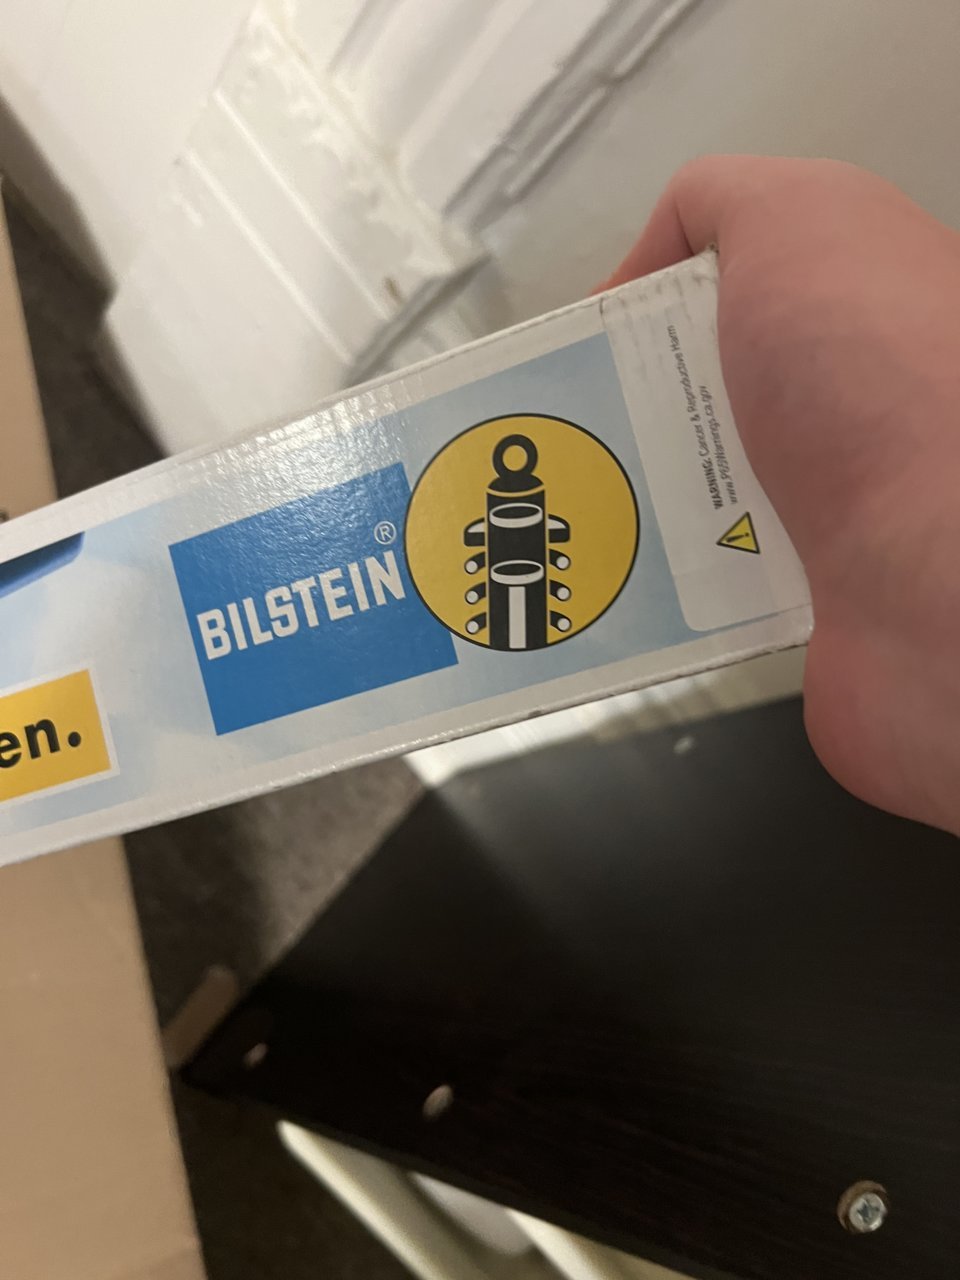 en.
BILSTEIN®
WARNING: Cancer & Reproductive Harm
www.P65Warnings.ca.gov